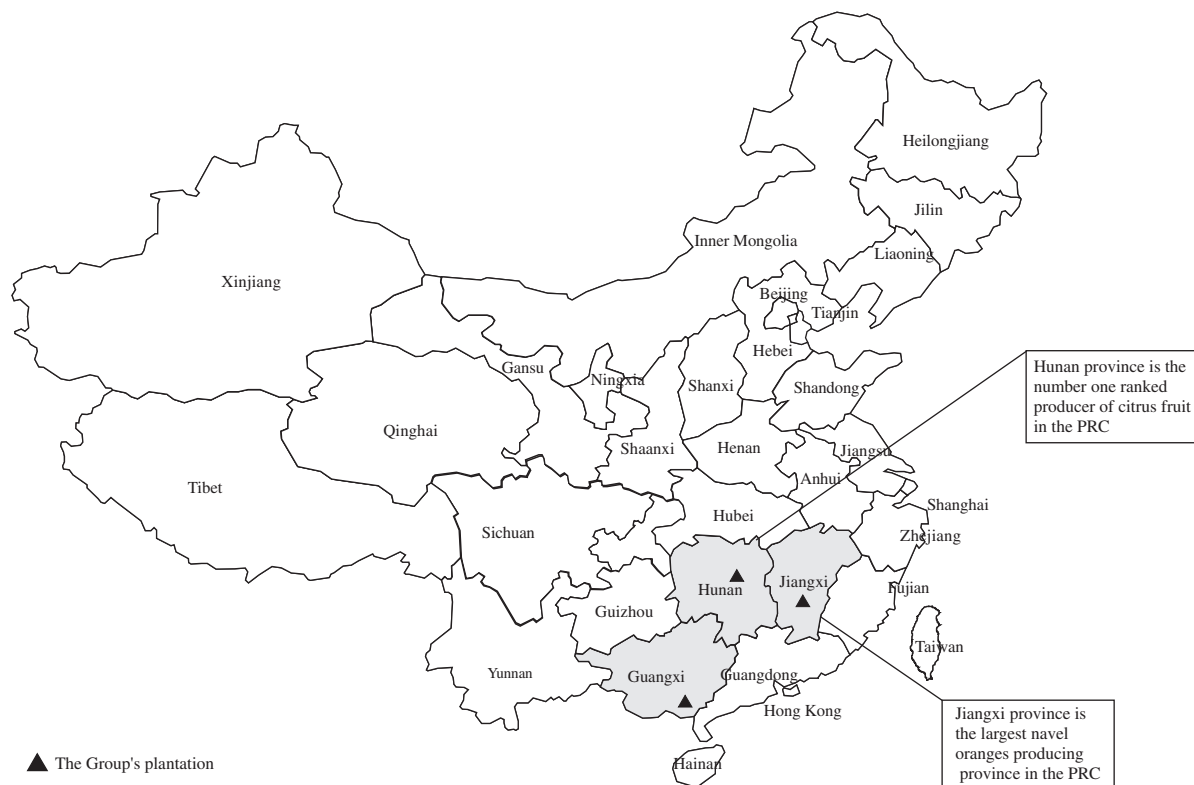 Heilongjiang
Jilin
Inner Mongolia
Liaoning
Xinjiang
Beijing
Tianjin
Hebei
Gansu
Ningxia
Shanxi
Shandong
Hunan province is the
number one ranked
producer of citrus fruit
in the PRC
Qinghai
Shaanxi
Henan
Jiangsu
Anhui
Tibet
Shanghai
Sichuan
Hubei
Zhejiang
Hunan
Jiangxi
Fujian
Guizhou
Taiwan
Yunnan
Guangxi
Guangdong
Hong Kong
Jiangxi province is
the largest navel
oranges producing
province in the PRC
Hainan
The Group's plantation